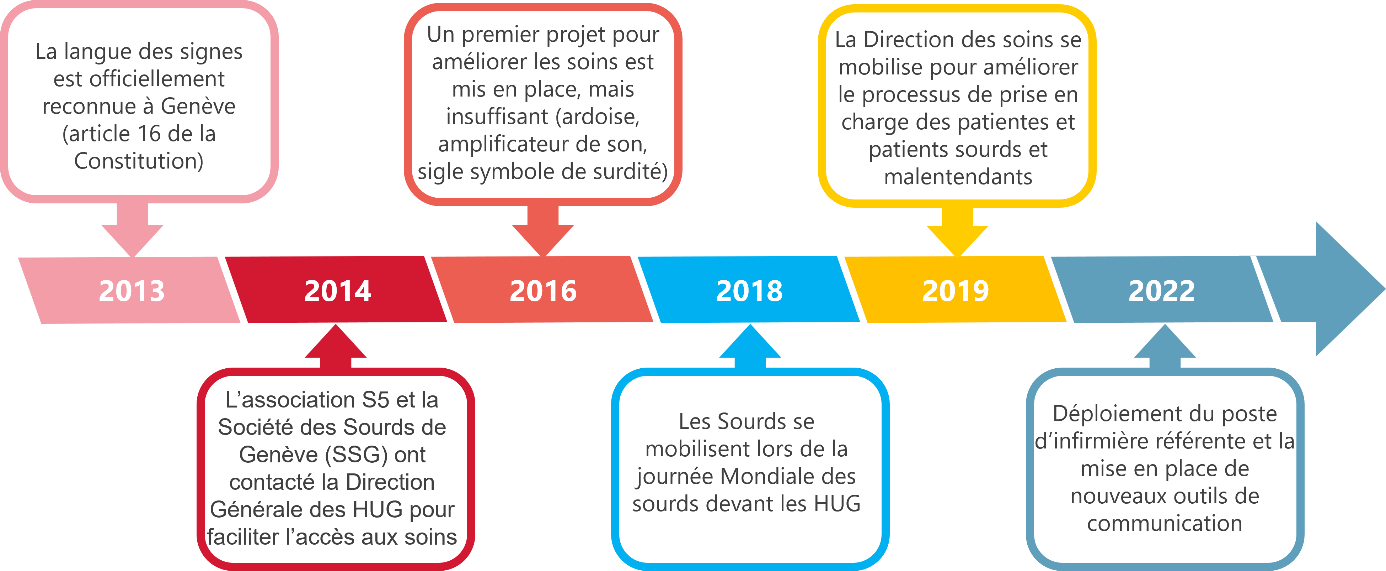 La langue des signes
est officiellement
reconnue à Genève
(article 16 de la
Constitution)
Un premier projet pour
améliorer les soins est
mis en place, mais
insuffisant (ardoise,
amplificateur de son,
sigle symbole de surdité)
La Direction des soins se
mobilise pour améliorer
le processus de prise en
charge des patientes et
patients sourds et
malentendants
2013
2014
2016
2018
2019
2022
L’association S5 et la
Société des Sourds de
Genève (SSG) ont
contacté la Direction
Générale des HUG pour
faciliter l’accès aux soins
Les Sourds se
mobilisent lors de la
journée Mondiale des
sourds devant les HUG
Déploiement du poste
d’infirmière référente et la
mise en place de
nouveaux outils de
communication